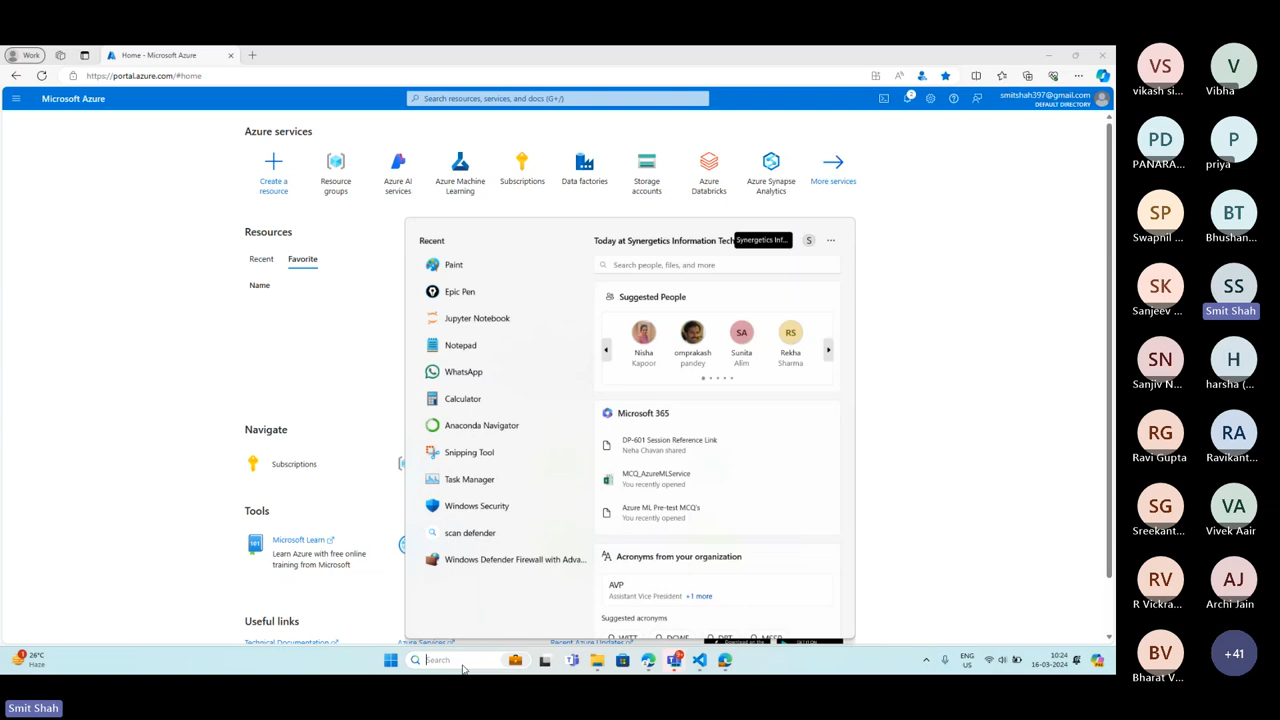 Work
Home - Microsoft Azure
https://portal.azure.com/#home
Microsoft Azure
Search resources, services, and docs (G+/)
2
smitshah397@gmail.com
DEFAULT DIRECTORY
Azure services
Create a resource
Resource groups
Azure AI services
Azure Machine Learning
Subscriptions
Data factories
Storage accounts
Azure Databricks
Azure Synapse Analytics
More services
Resources
Recent
Favorite
Name
Navigate
Subscriptions
Tools
Microsoft Learn
Learn Azure with free online
training from Microsoft
Useful links
Technical Documentation
Azure Services
Recent Azure Updates
Recent
Paint
Epic Pen
Jupyter Notebook
Notepad
WhatsApp
Calculator
Anaconda Navigator
Snipping Tool
Task Manager
Windows Security
scan defender
Windows Defender Firewall with Adva...
Today at Synergetics Information Tech
Synergetics Inf...
S
Search people, files, and more
Suggested People
Nisha Kapoor
omprakash pandey
SA
Sunita Alim
RS
Rekha Sharma
Microsoft 365
DP-601 Session Reference Link
Neha Chavan shared
MCQ_AzureMLService
You recently opened
Azure ML Pre-test MCQ's
You recently opened
Acronyms from your organization
AVP
Assistant Vice President
+1 more
Suggested acronyms
26°C
Haze
Search
ENG
US
10:24
16-03-2024
Smit Shah
VS
vikash si...
V
Vibha
PD
PANARA...
P
priya
SP
Swapnil ...
BT
Bhushan...
SK
Sanjeev ...
SS
Smit Shah
SN
Sanjiv N...
H
harsha (...
RG
Ravi Gupta
RA
Ravikant...
SG
Sreekant...
VA
Vivek Aair
RV
R Vickra...
AJ
Archi Jain
BV
Bharat V...
+41